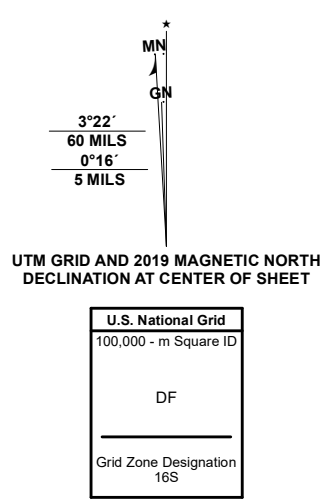 MN
GN
3°22´
60 MILS
0°16´
5 MILS
UTM GRID AND 2019 MAGNETIC NORTH
DECLINATION AT CENTER OF SHEET
U.S. National Grid
100,000 - m Square ID
DF
Grid Zone Designation
16S